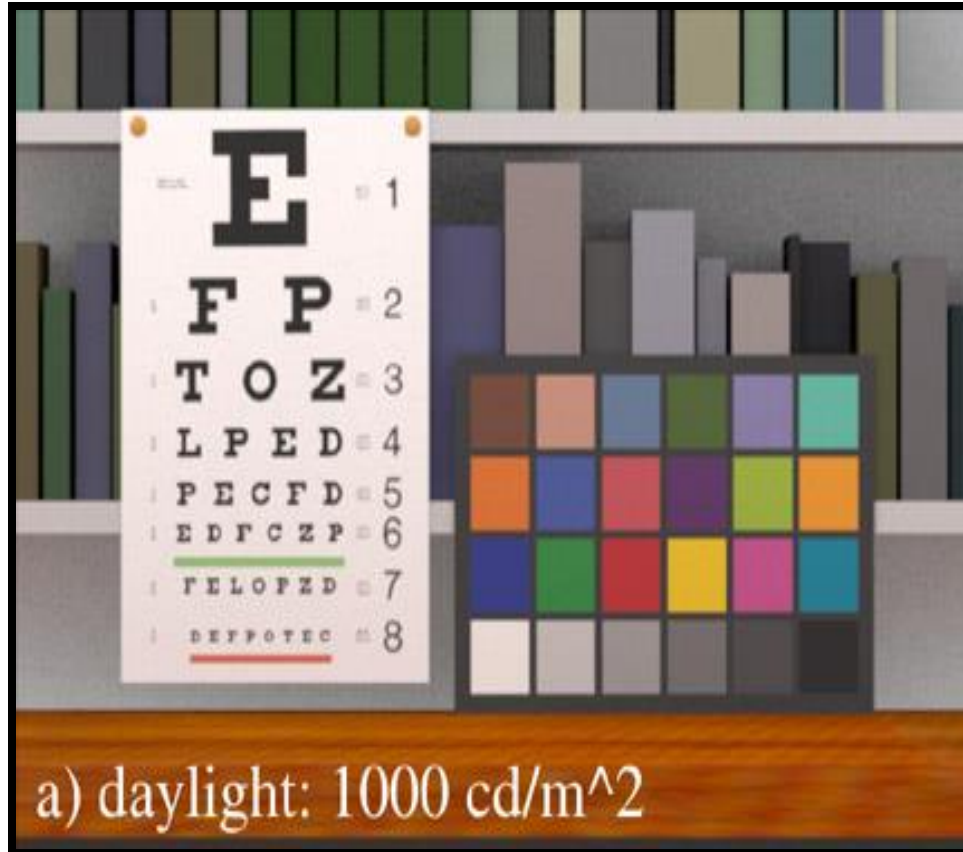 E 1
F P 2
T O Z 3
L P E D 4
P E C F D 5
E D F C Z P 6
F E L O P Z D 7
D E F P O T E C 8
a) daylight: 1000 cd/m^2